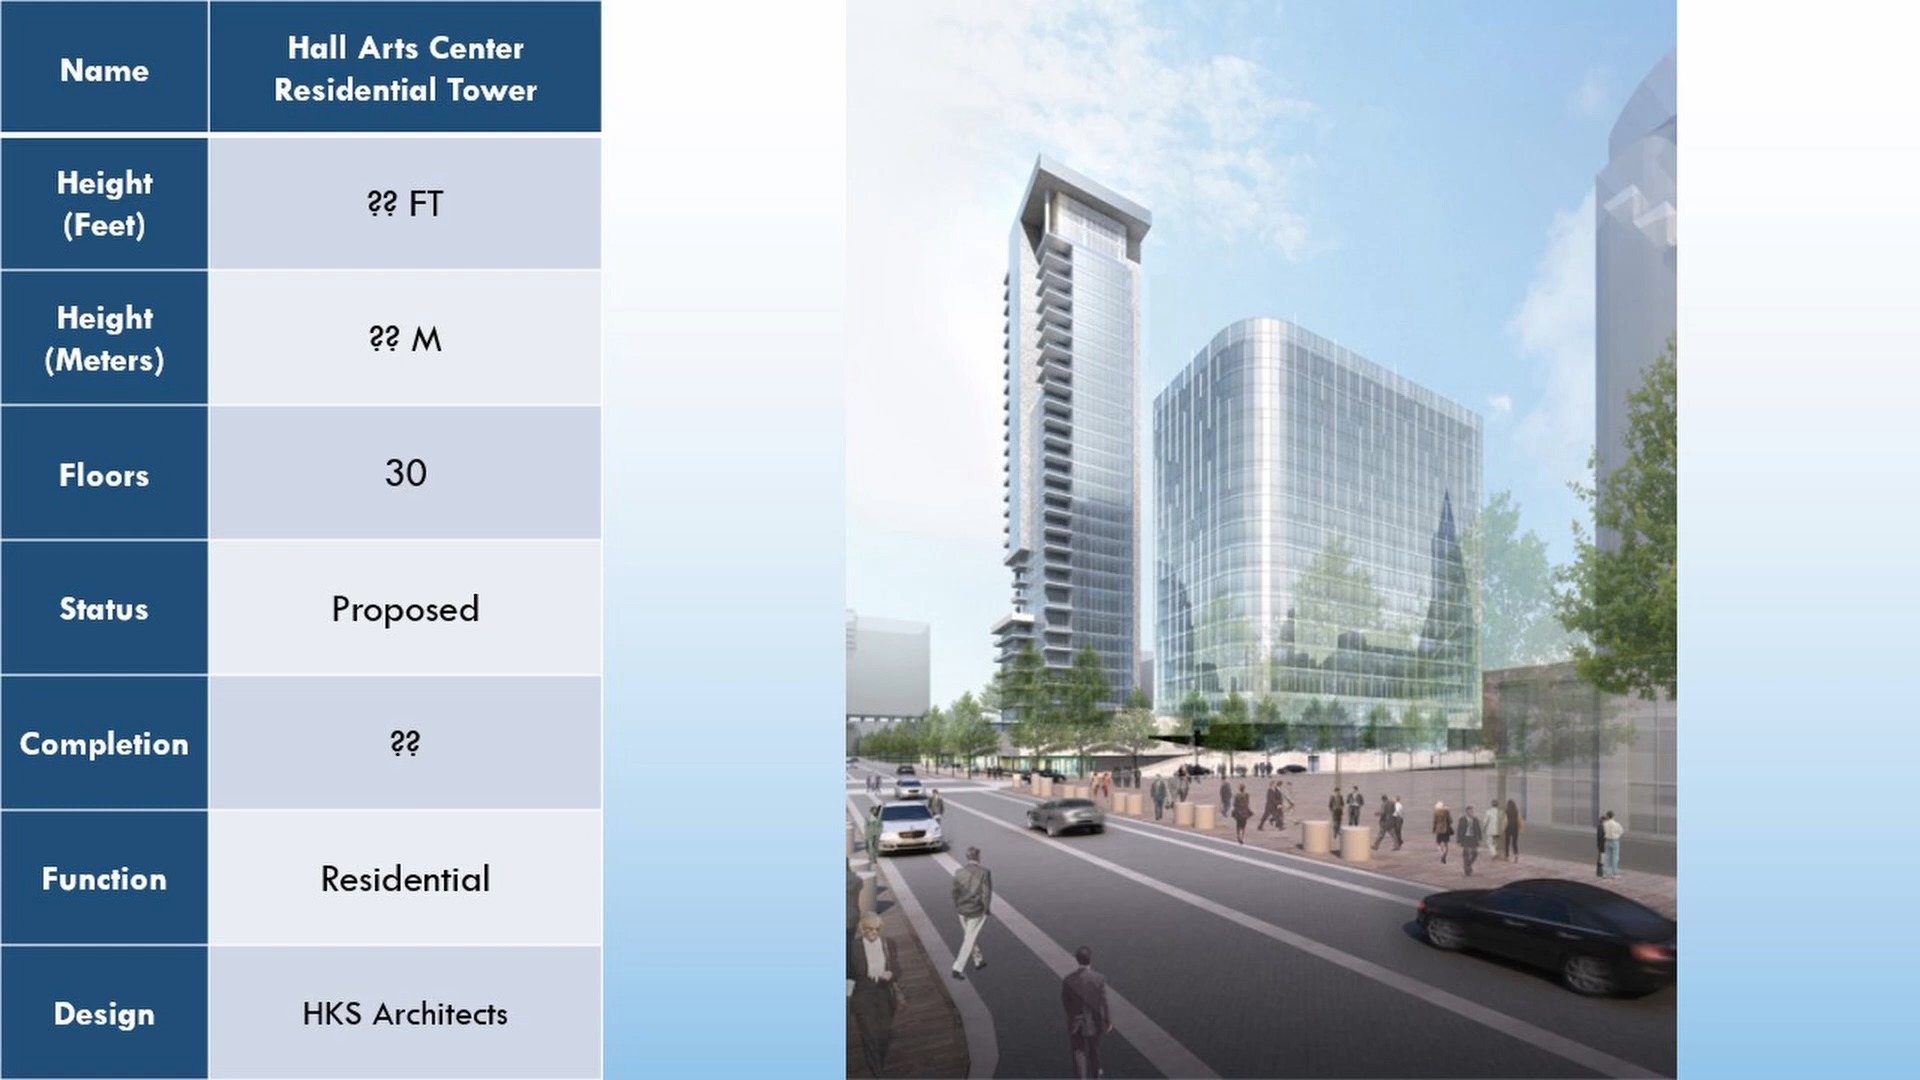 Name
Hall Arts Center
Residential Tower
Height
(Feet)
?? FT
Height
(Meters)
?? M
Floors
30
Status
Proposed
Completion
??
Function
Residential
Design
HKS Architects